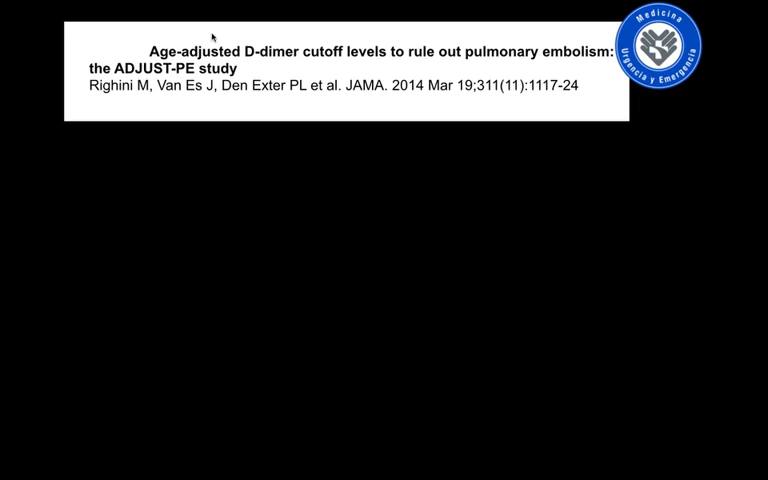 Age-adjusted D-dimer cutoff levels to rule out pulmonary embolism:
the ADJUST-PE study
Righini M, Van Es J, Den Exter PL et al. JAMA. 2014 Mar 19;311(11):1117-24
Medicina
Urgencia y Emergencia